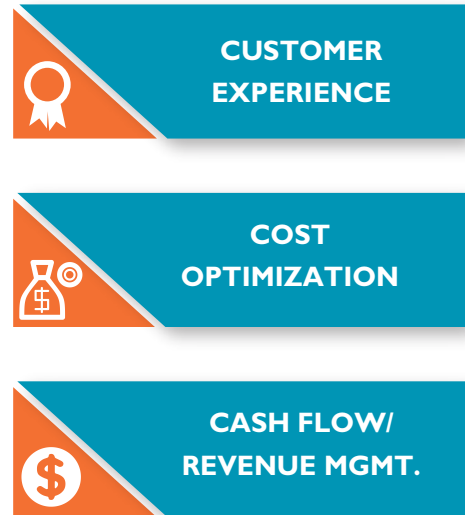 CUSTOMER
EXPERIENCE
$
COST
OPTIMIZATION
$
CASH FLOW/
REVENUE MGMT.